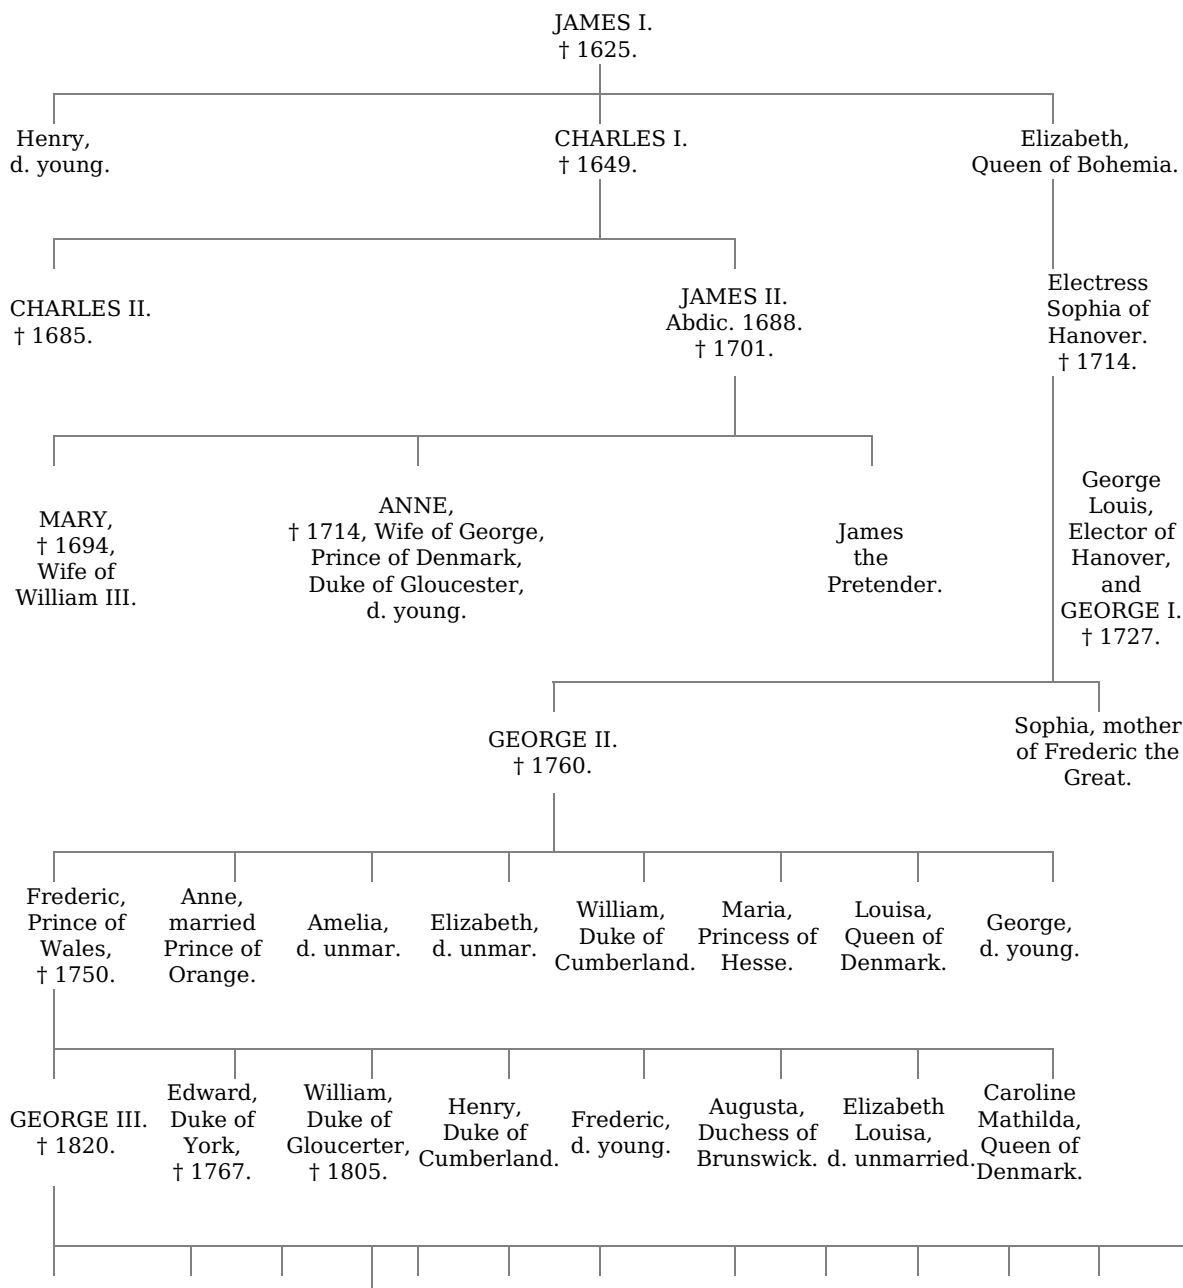 JAMES I.
† 1625.
Henry,
d. young.
CHARLES I.
† 1649.
Elizabeth,
Queen of Bohemia.
CHARLES II.
† 1685.
JAMES II.
Abdic. 1688.
† 1701.
Electress
Sophia of
Hanover.
† 1714.
MARY,
† 1694,
Wife of
William III.
ANNE,
† 1714, Wife of George,
Prince of Denmark,
Duke of Gloucester,
d. young.
James
the
Pretender.
George
Louis,
Elector of
Hanover,
and
GEORGE I.
† 1727.
GEORGE II.
† 1760.
Sophia, mother
of Frederic the
Great.
Frederic,
Prince of
Wales,
† 1750.
Anne,
married
Prince of
Orange.
Amelia,
d. unmar.
Elizabeth,
d. unmar.
William,
Duke of
Cumberland.
Maria,
Princess of
Hesse.
Louisa,
Queen of
Denmark.
George,
d. young.
GEORGE III.
† 1820.
Edward,
Duke of
York,
† 1767.
William,
Duke of
Gloucerter,
† 1805.
Henry,
Duke of
Cumberland.
Frederic,
d. young.
Augusta,
Duchess of
Brunswick.
Elizabeth
Louisa,
d. unmarried.
Caroline
Mathilda,
Queen of
Denmark.